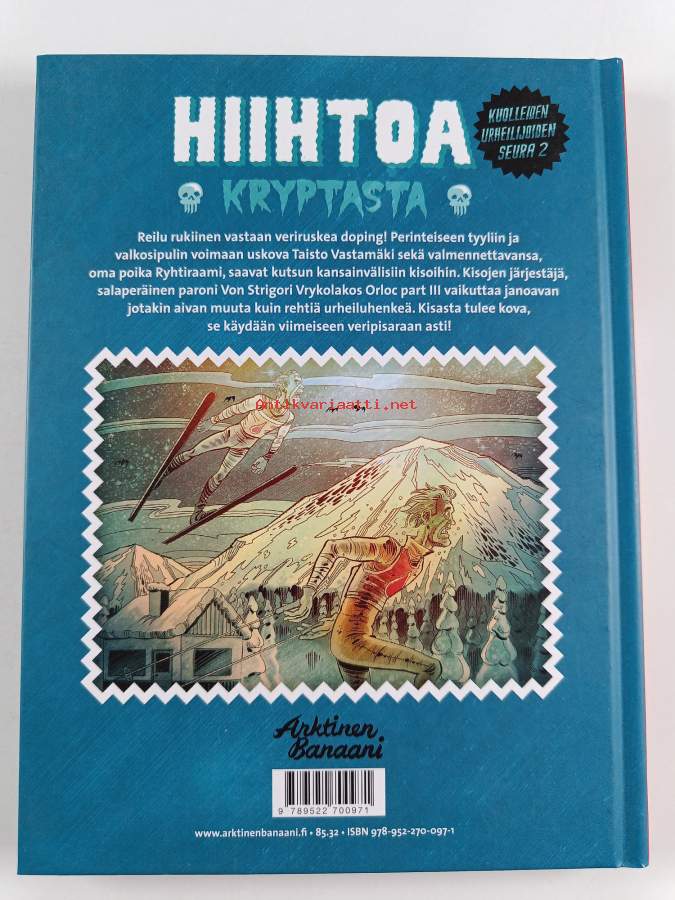 HIIHTOA
KUOLLEIDEN
URHEILIJOIDEN
SEURA 2
KRYPTASTA
Reilu rukiinen vastaan veriruskea doping! Perinteiseen tyyliin ja
valkosipulin voimaan uskova Taisto Vastamäki sekä valmennettavansa,
oma poika Ryhtiraami, saavat kutsun kansainvälisiin kisoihin. Kisojen järjestäjä,
salaperäinen paroni Von Strigori Vrykolakos Orloc part III vaikuttaa janoavan
jotakin aivan muuta kuin rehtiä urheiluhenkeä. Kisasta tulee kova,
se käydään viimeiseen veripisaraan asti!
Antikvariaatti.net
Arktinen
Banaani
9 789522 700971
www.arktinenbanaani.fi • 85.32 • ISBN 978-952-270-097-1